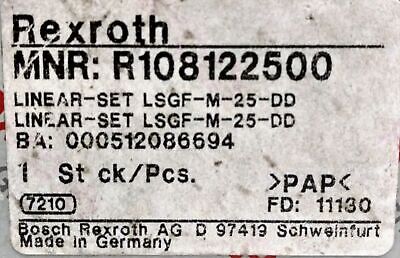 Rexroth
MNR: R108122500
LINEAR-SET LSGF-M-25-DD
LINEAR-SET LSGF-M-25-DD
BA: 000512086694
1 St ck/Pcs. >PAP<
7210 FD: 11130
Bosch Rexroth AG D 97419 Schweinfurt
Made in Germany